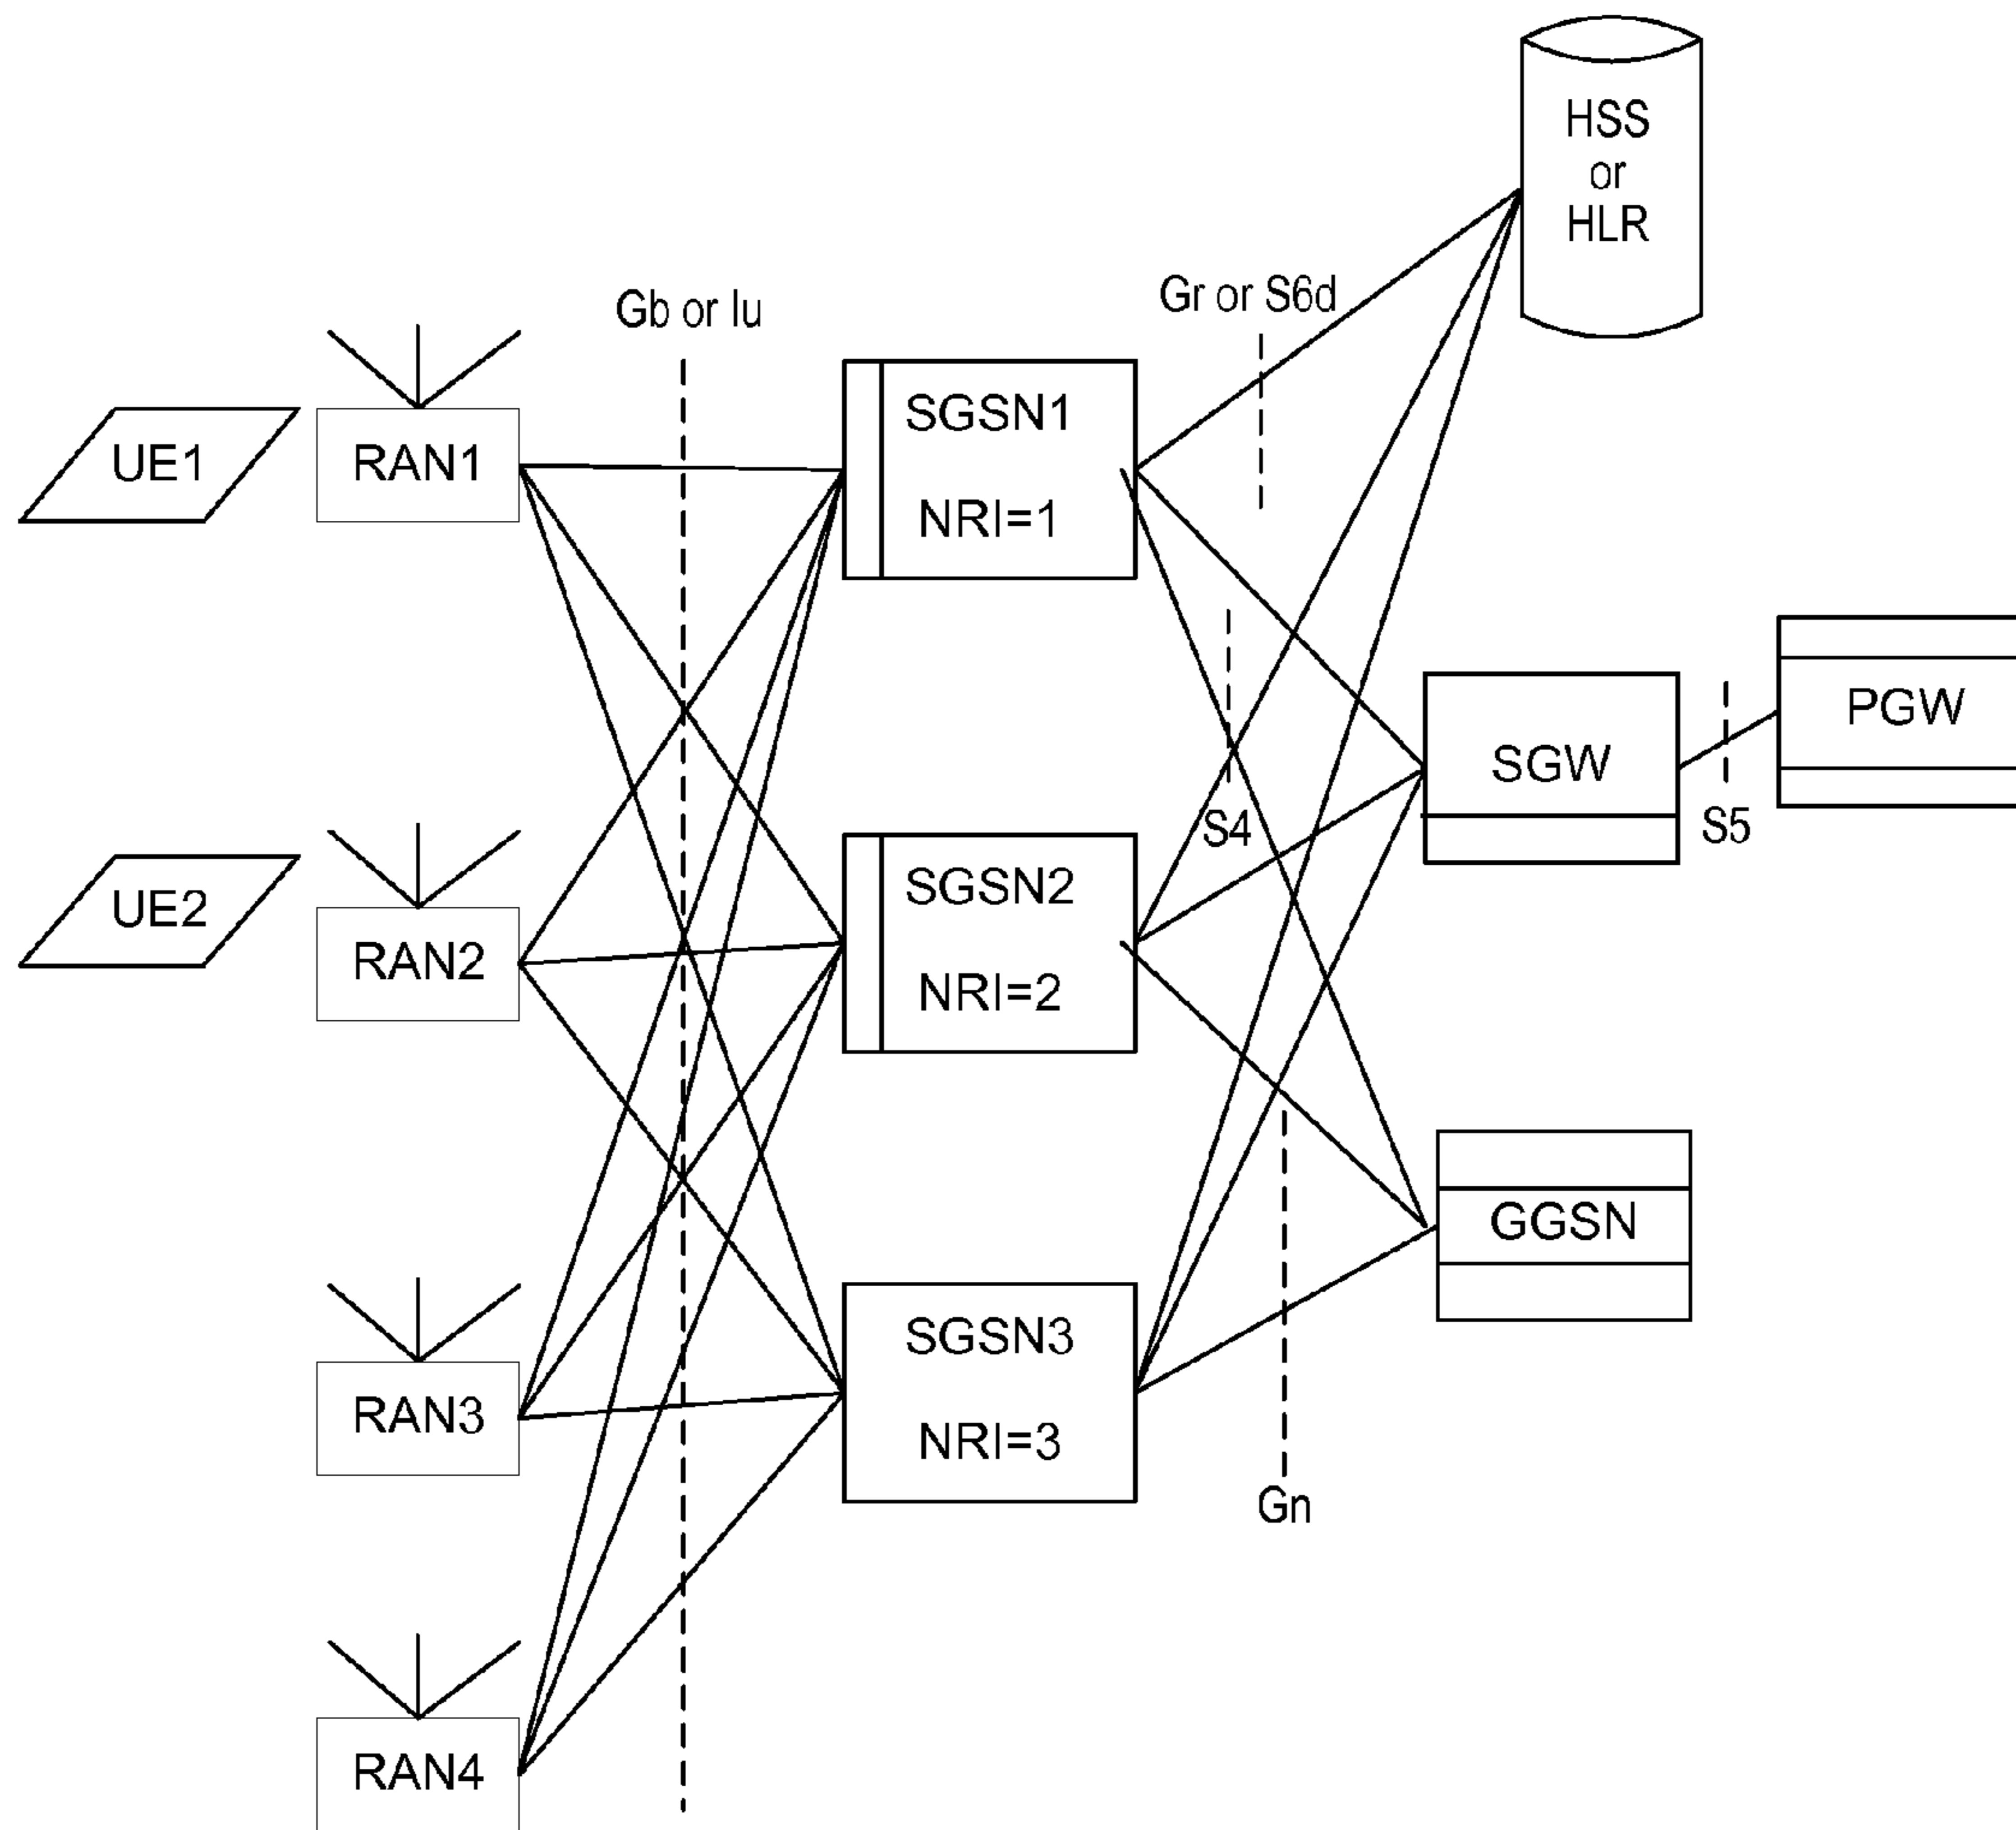 HSS
or
HLR
Gb or Iu
Gr or S6d
UE1
RAN1
SGSN1
NRI=1
PGW
SGW
S4
S5
UE2
RAN2
SGSN2
NRI=2
GGSN
RAN3
SGSN3
NRI=3
Gn
RAN4